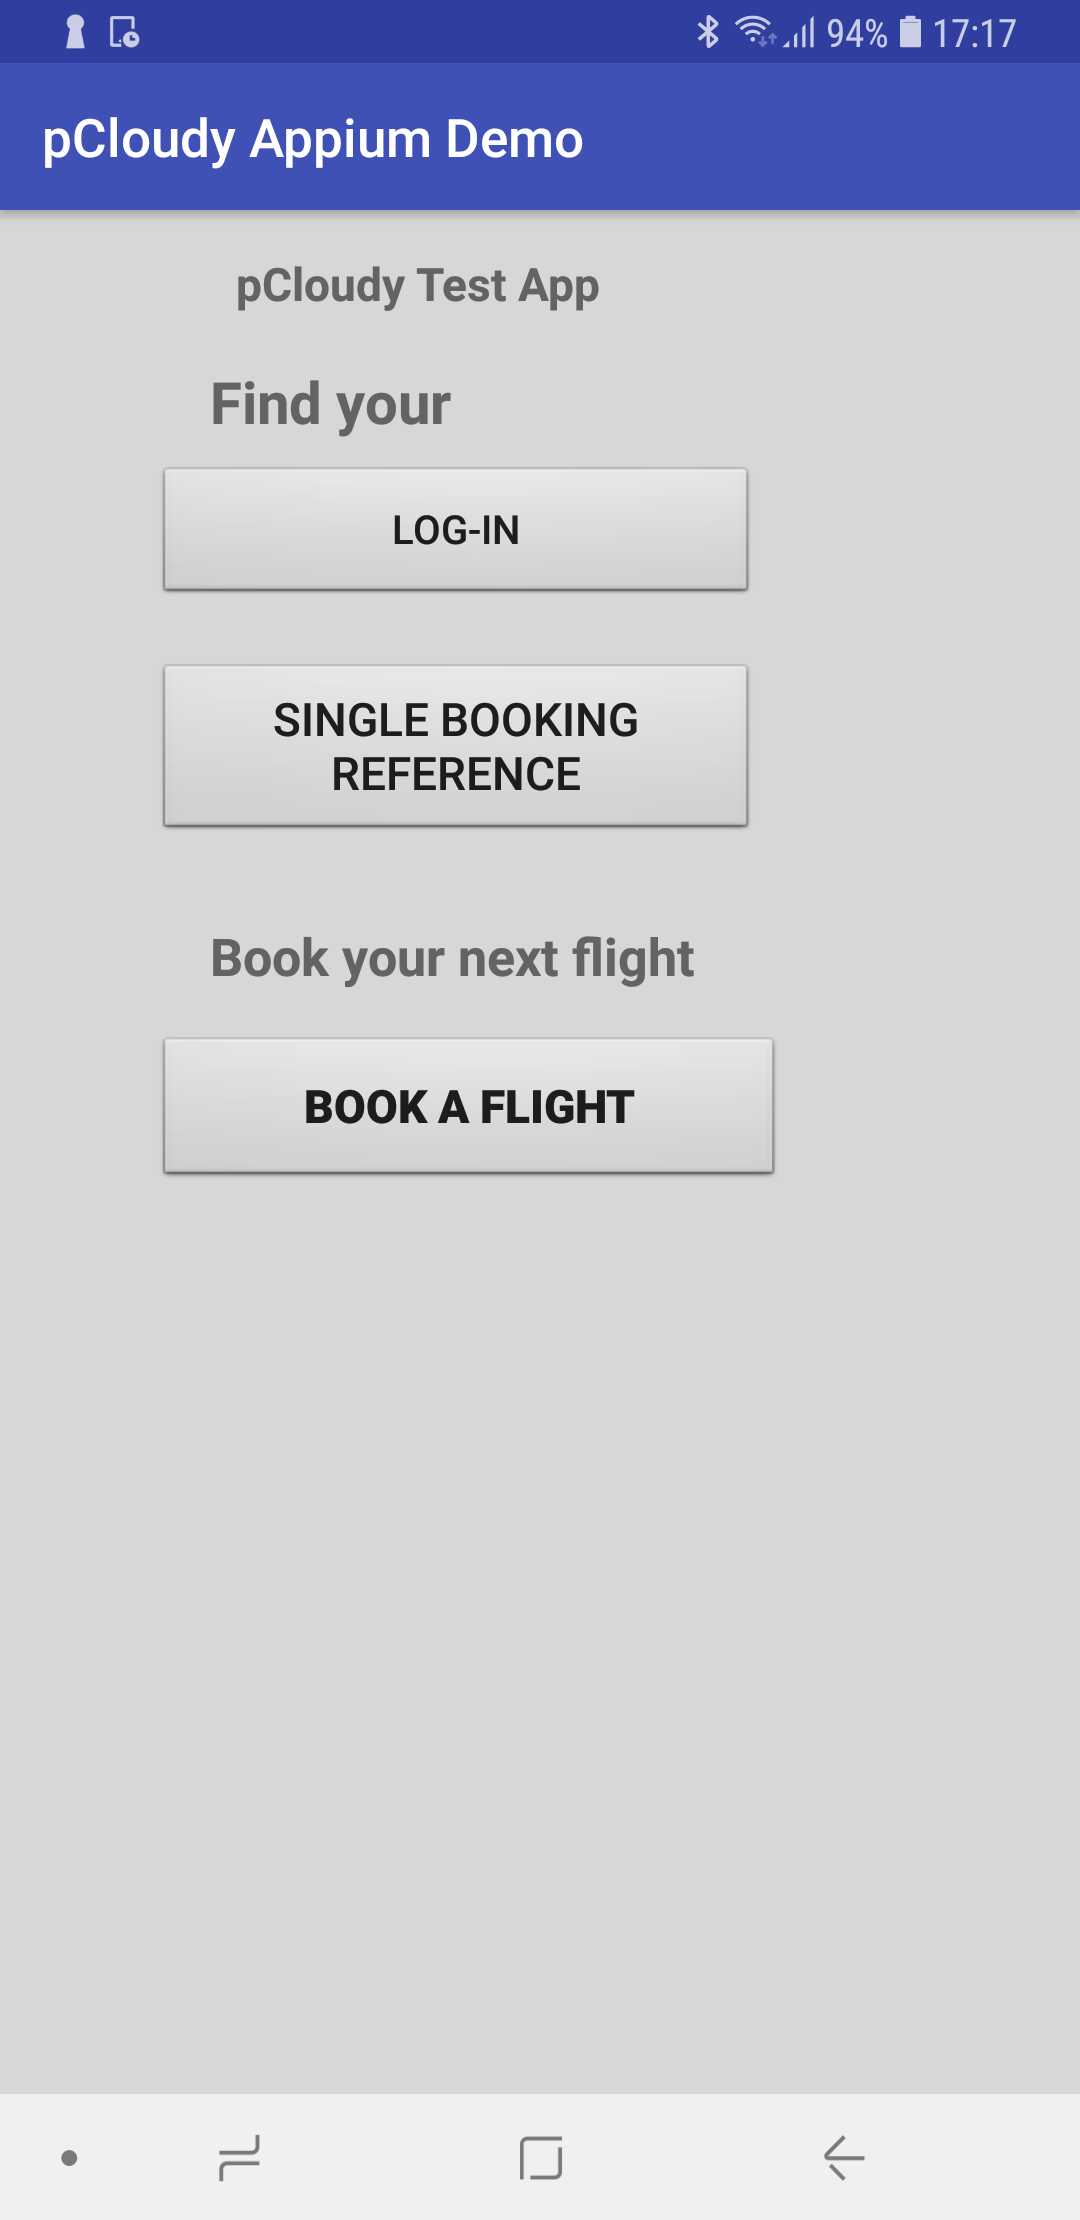 94% 17:17
pCloudy Appium Demo
pCloudy Test App
Find your
LOG-IN
SINGLE BOOKING
REFERENCE
Book your next flight
BOOK A FLIGHT